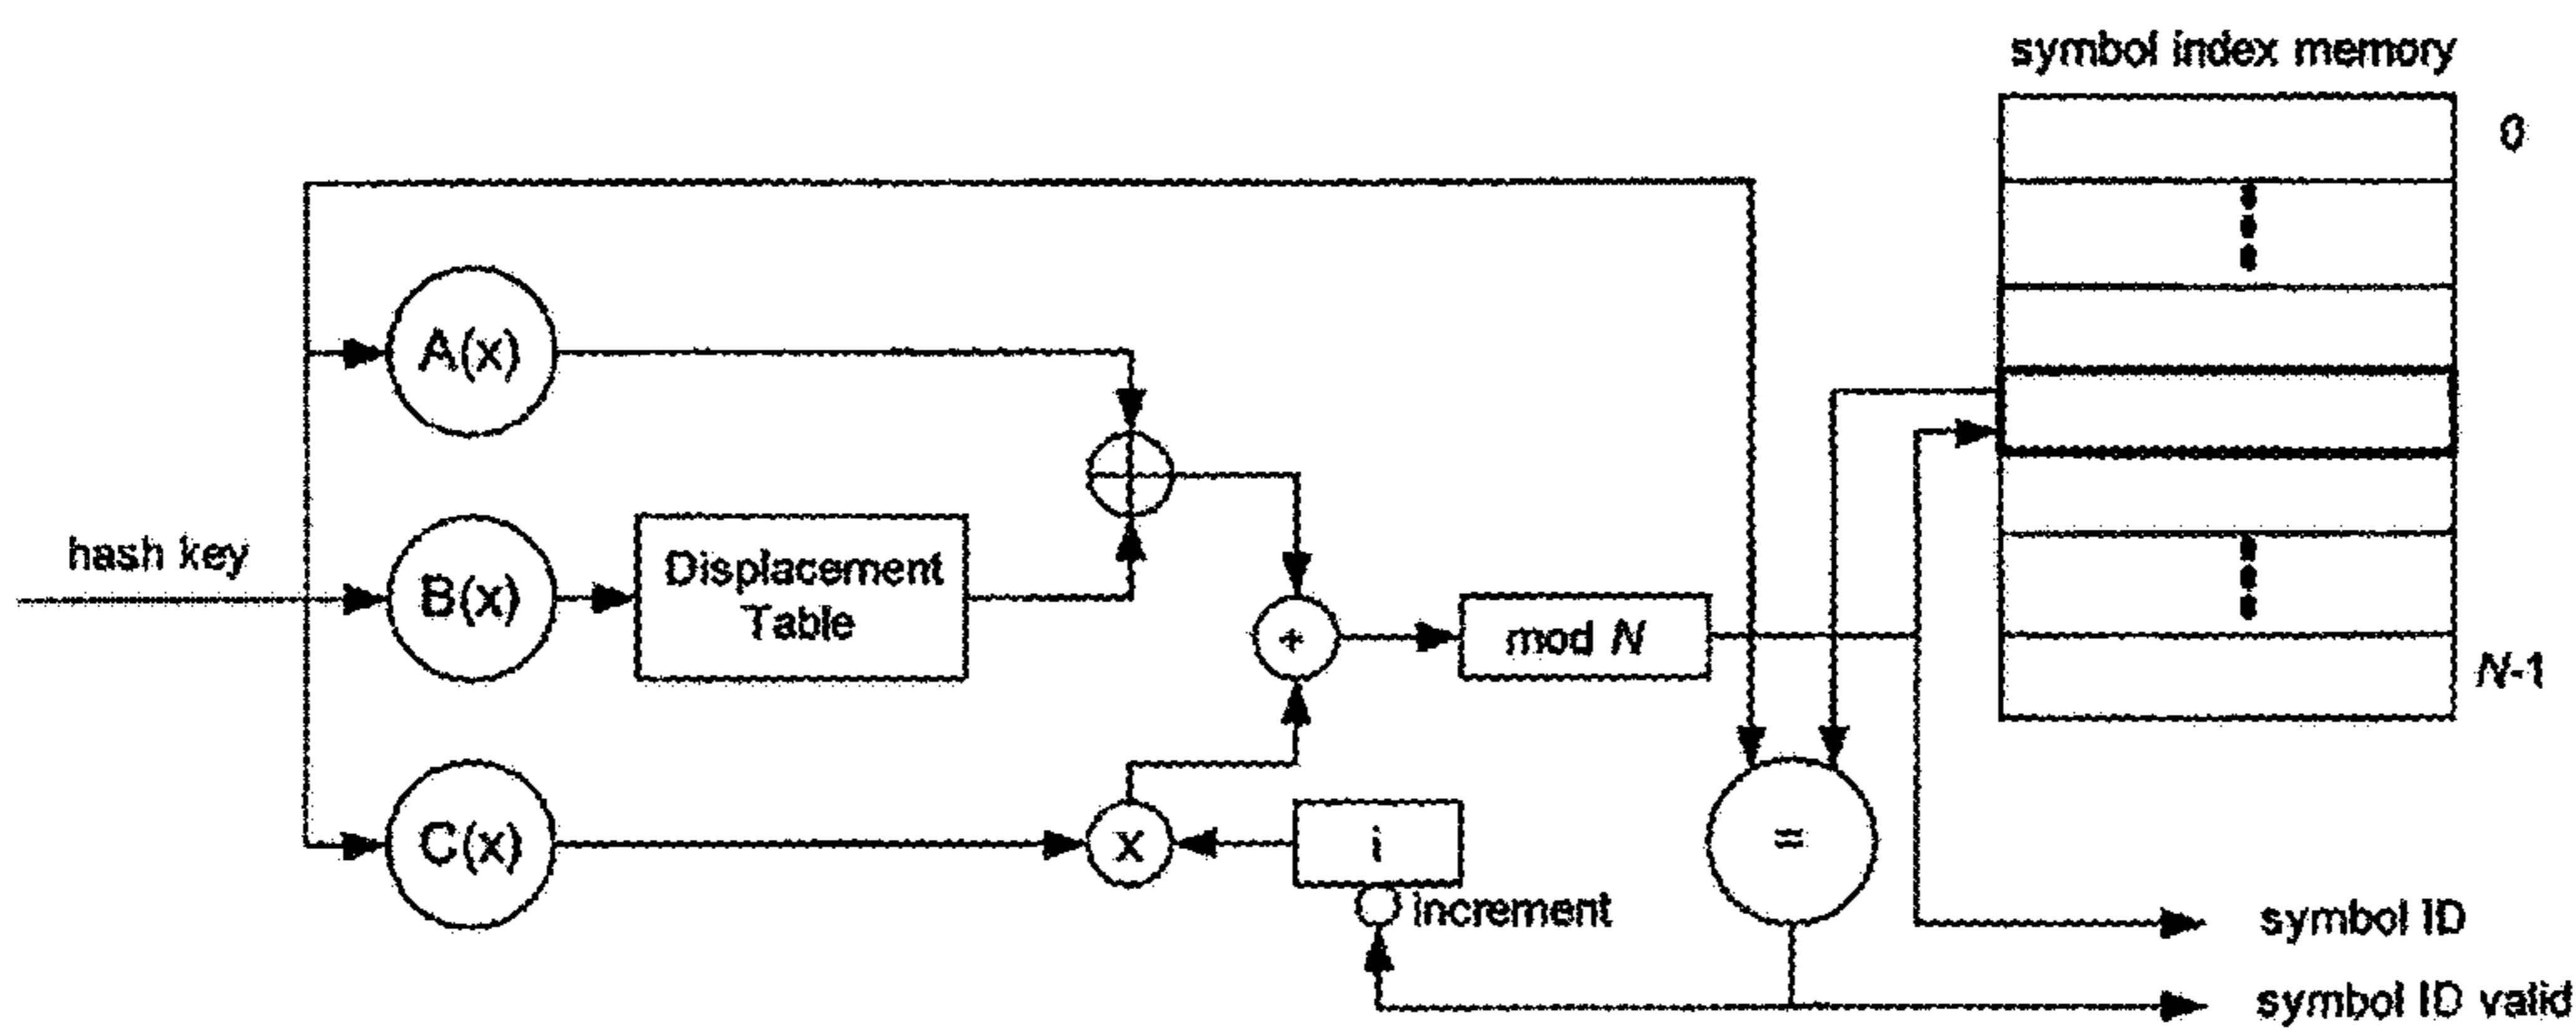 symbol index memory
0
A(x)
hash key
B(x)
Displacement
Table
+
mod N
N-1
C(x)
x
i
=
increment
symbol ID
symbol ID valid